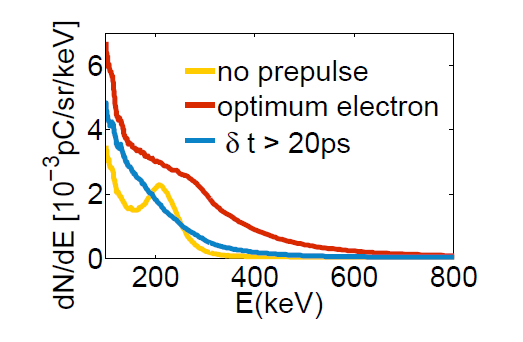 dN/dE [10⁻³pC/sr/keV]
6
4
2
0
no prepulse
optimum electron
δ t > 20ps
200
400
600
800
E(keV)